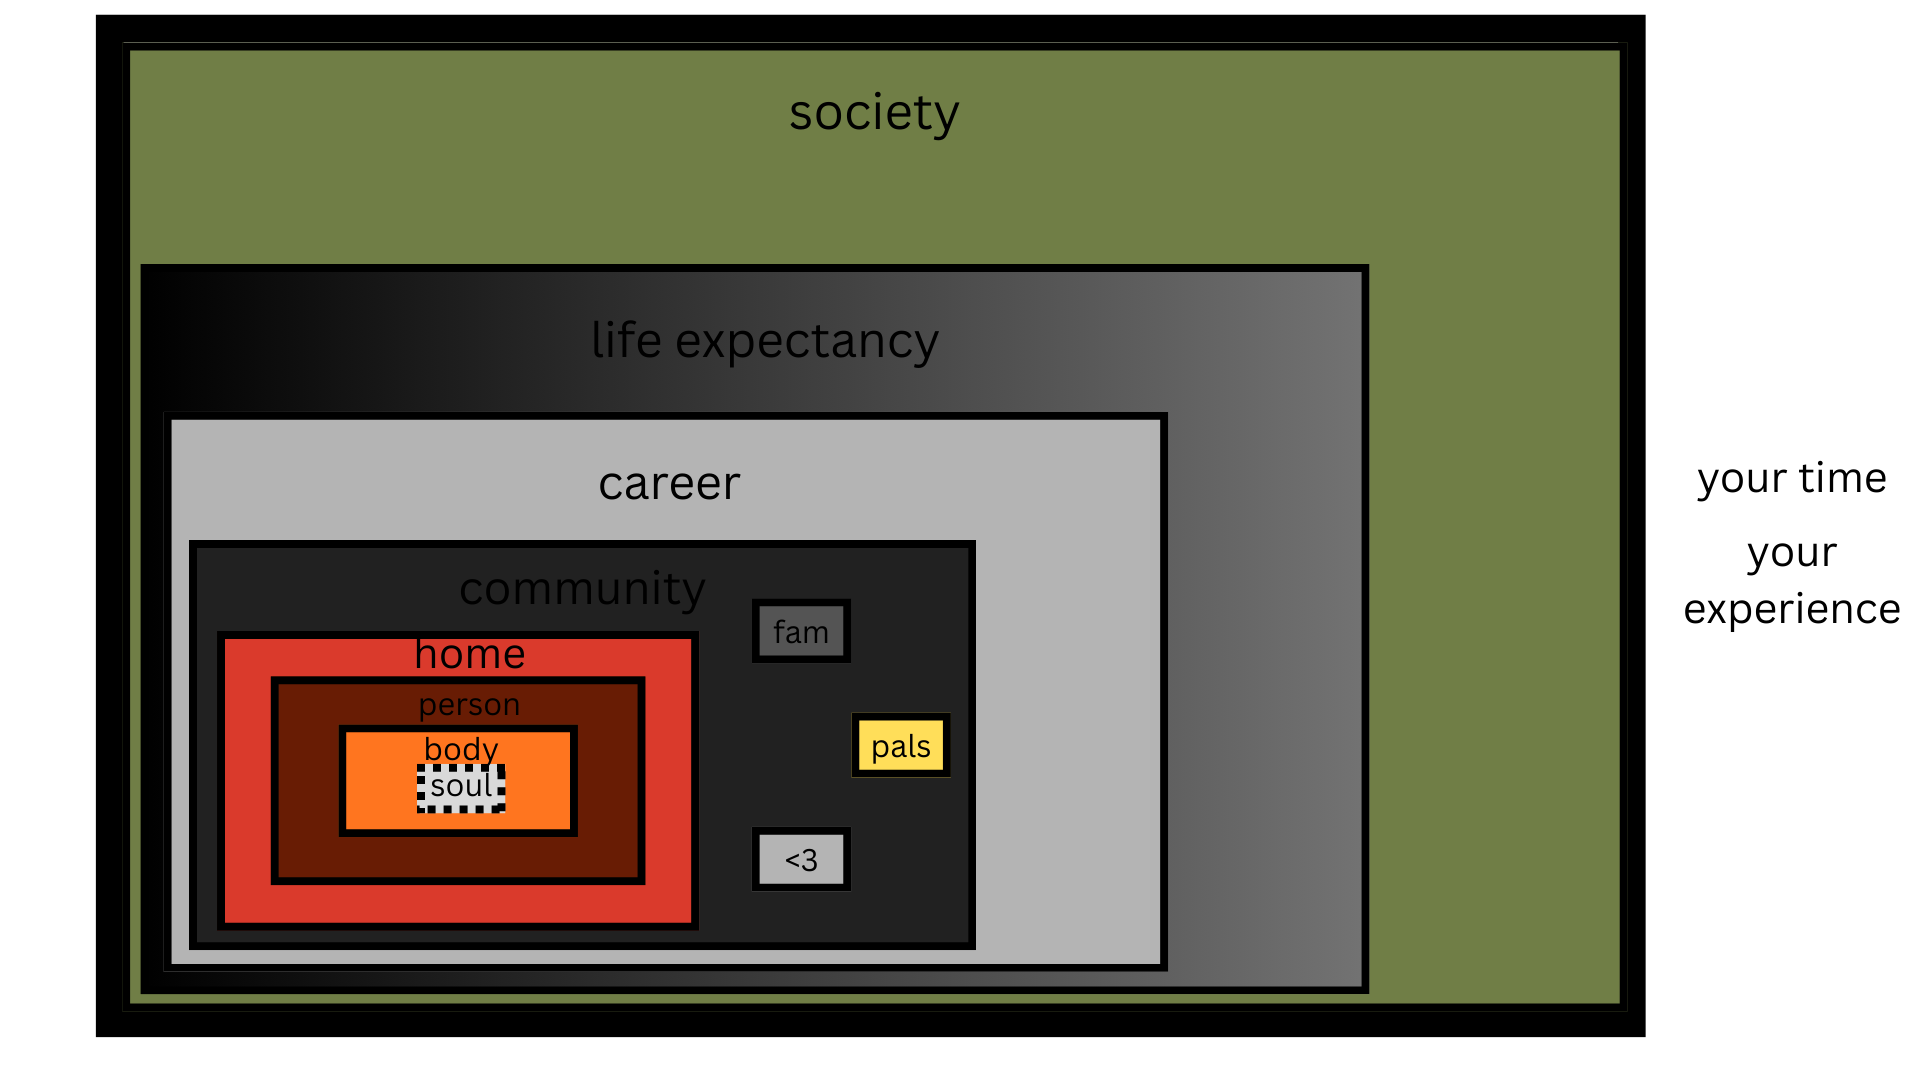 society
life expectancy
career
community
fam
home
person
pals
body
soul
<3
your time
your
experience